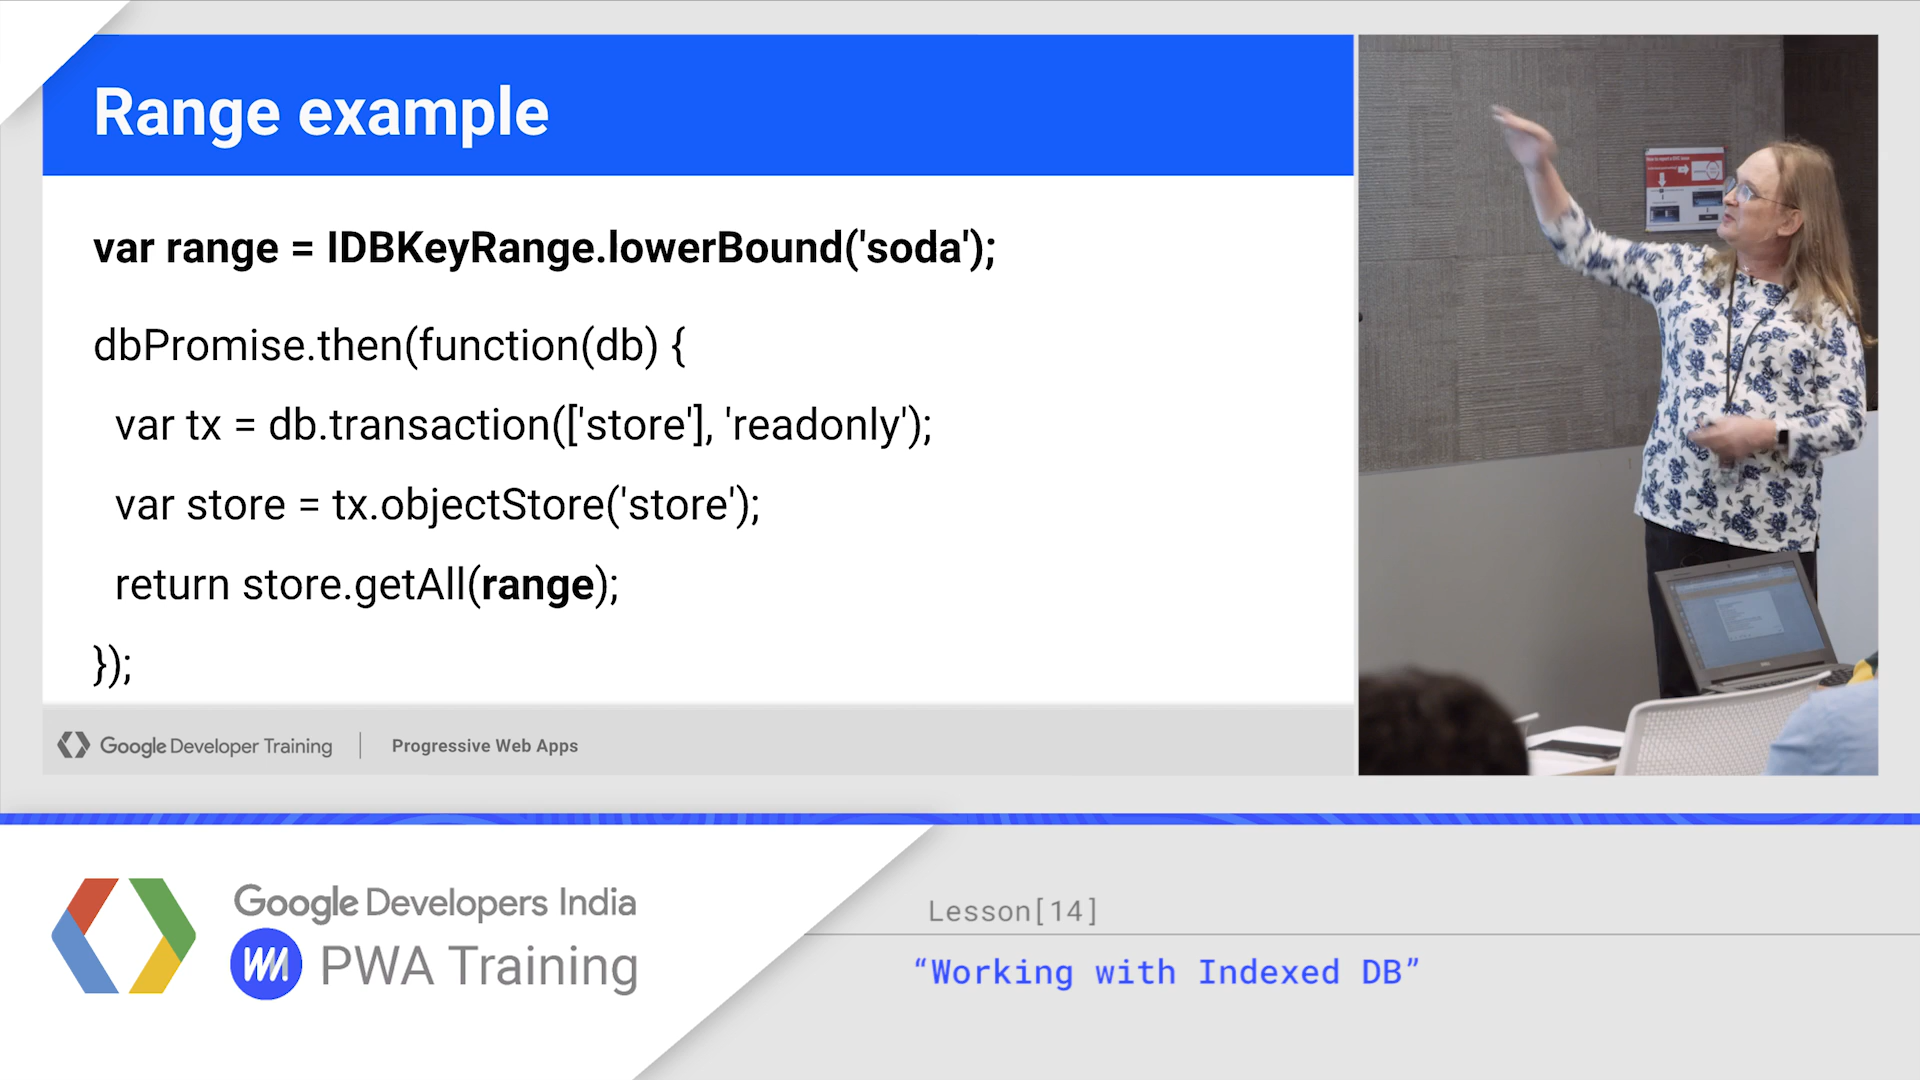 Range example
var range = IDBKeyRange.lowerBound('soda');
dbPromise.then(function(db) {
var tx = db.transaction(['store'], 'readonly');
var store = tx.objectStore('store');
return store.getAll(range);
});
Google Developer Training
Progressive Web Apps
Google Developers India
PWA Training
Lesson[14]
“Working with Indexed DB”